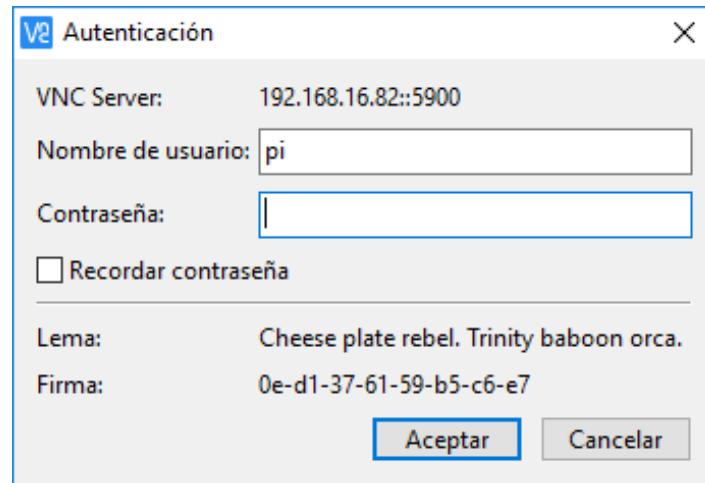 Autenticación
VNC Server: 192.168.16.82::5900
Nombre de usuario: pi
Contraseña:
Recordar contraseña
Lema: Cheese plate rebel. Trinity baboon orca.
Firma: 0e-d1-37-61-59-b5-c6-e7
Aceptar Cancelar